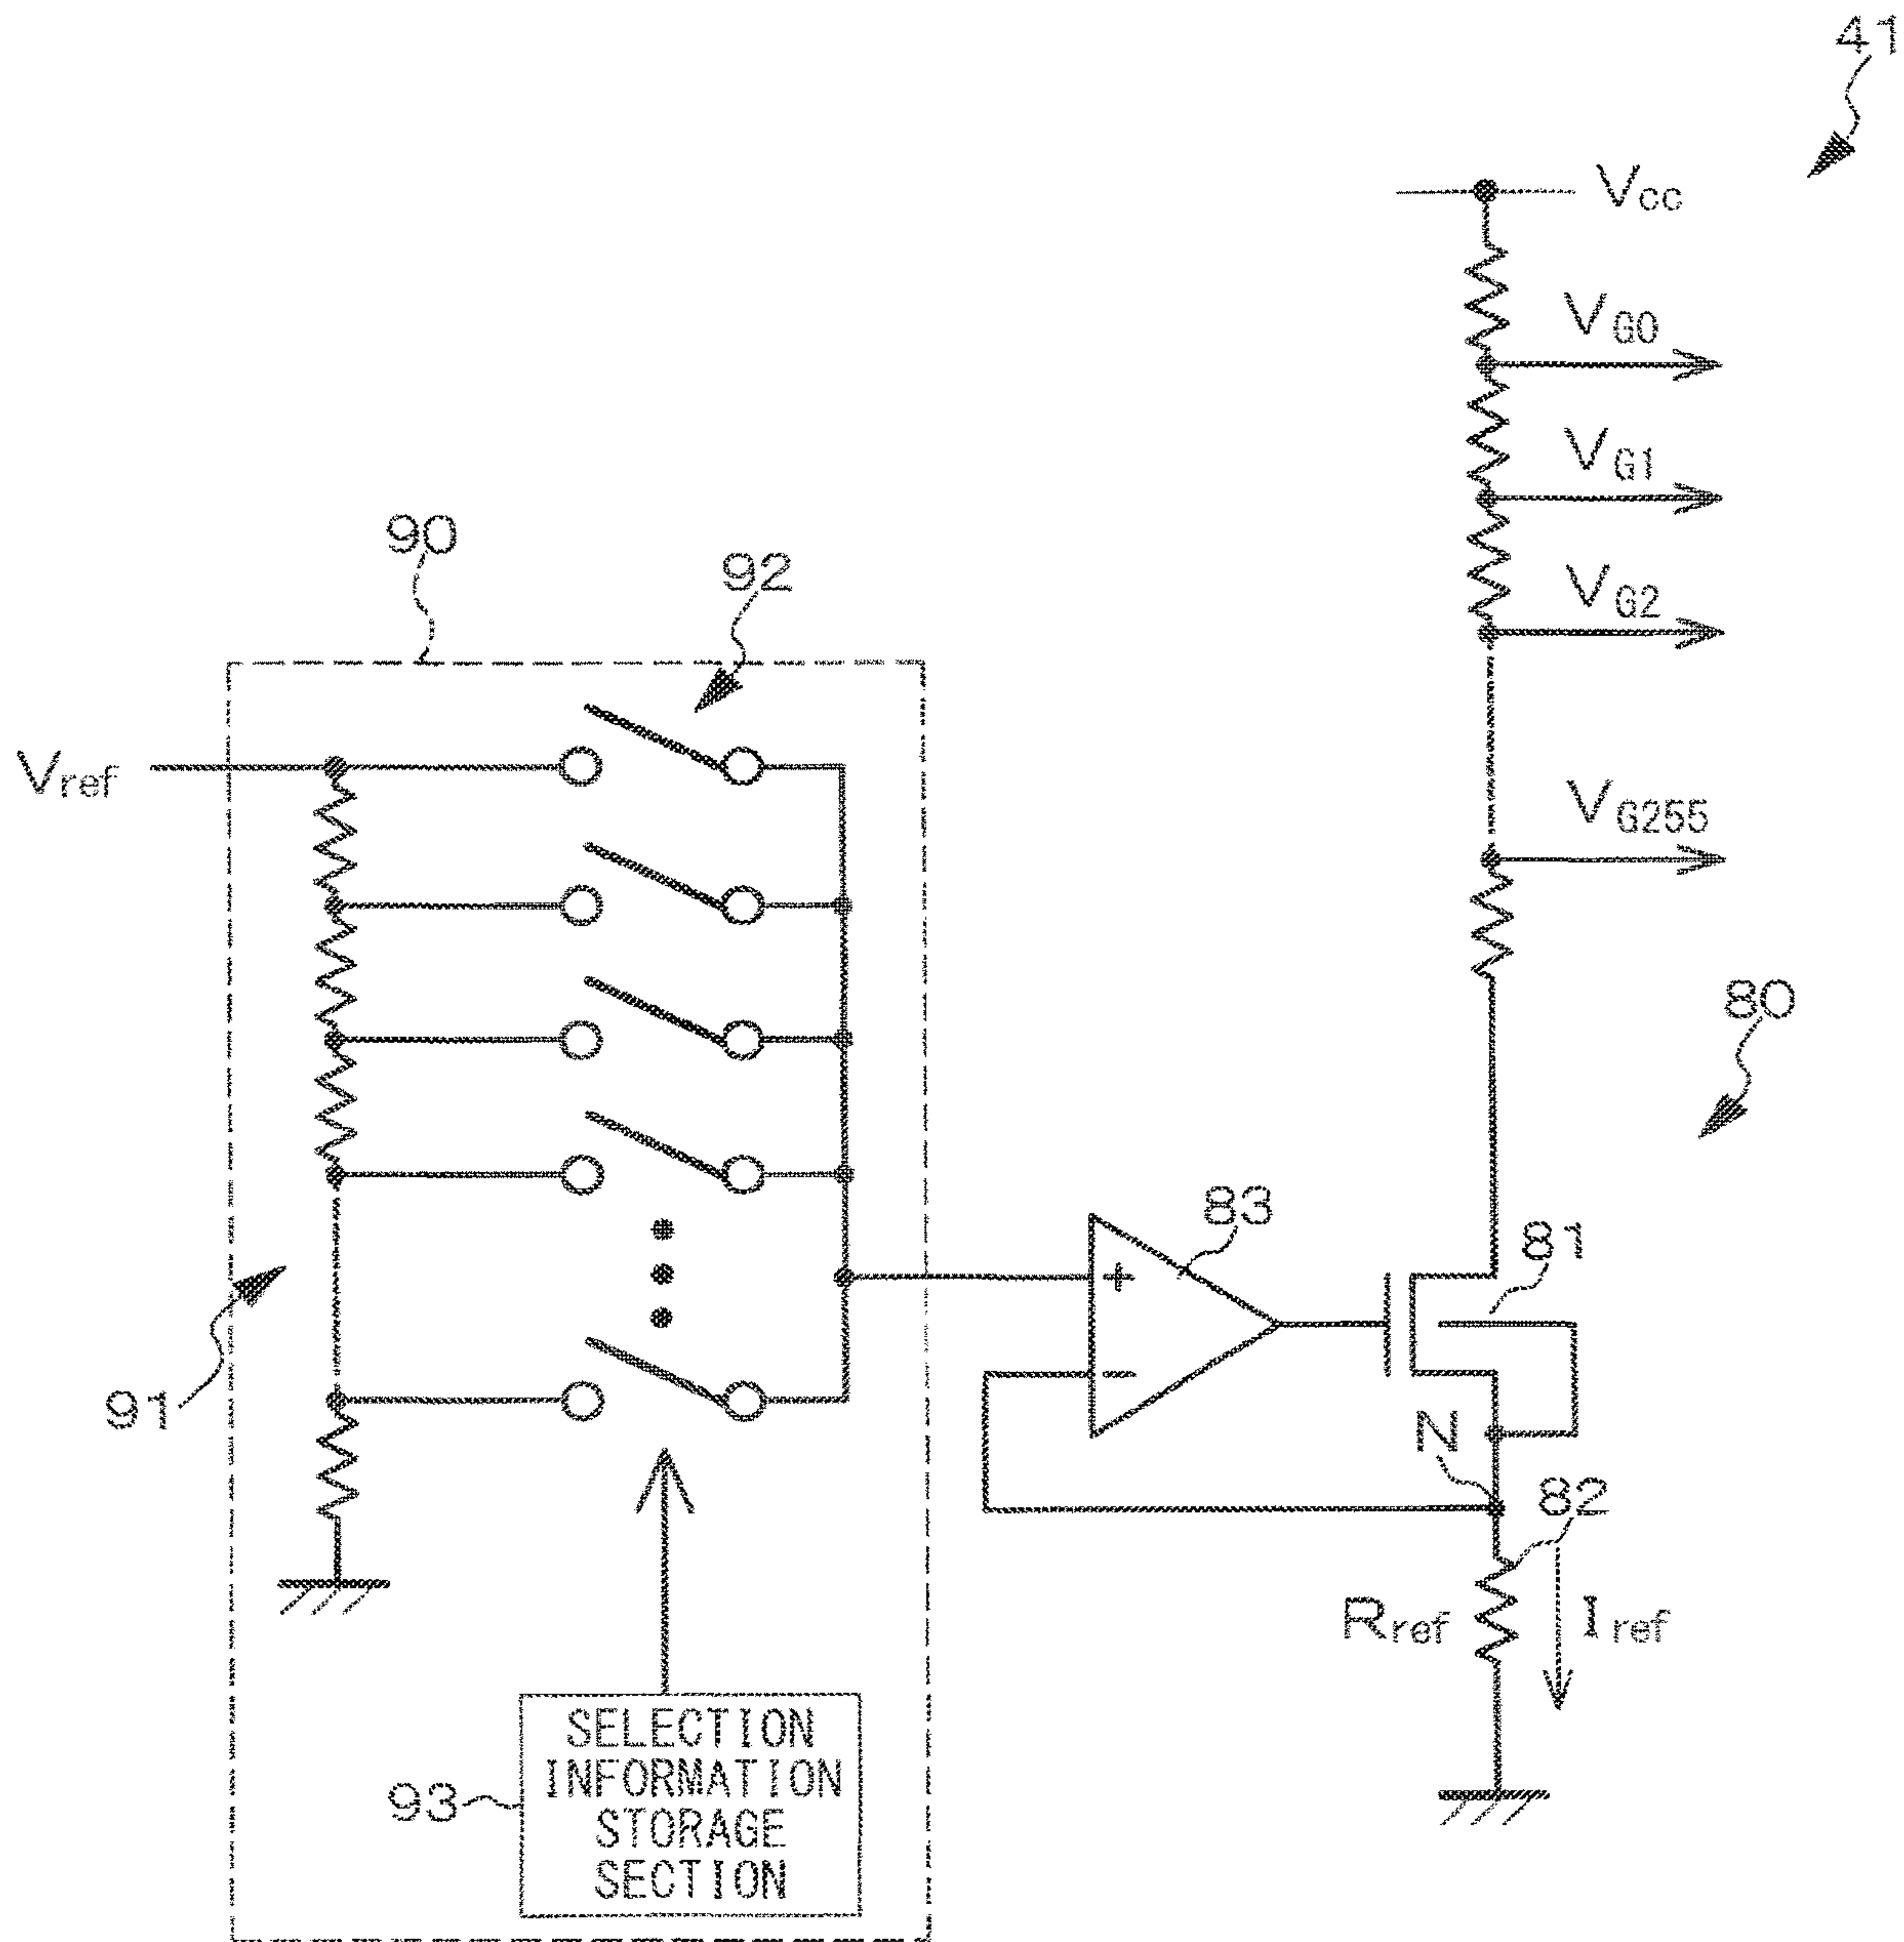 41
Vcc
VG0
VG1
VG2
VG255
90
92
Vref
80
83
81
91
N
82
Rref
Iref
93
SELECTION
INFORMATION
STORAGE
SECTION
+
−